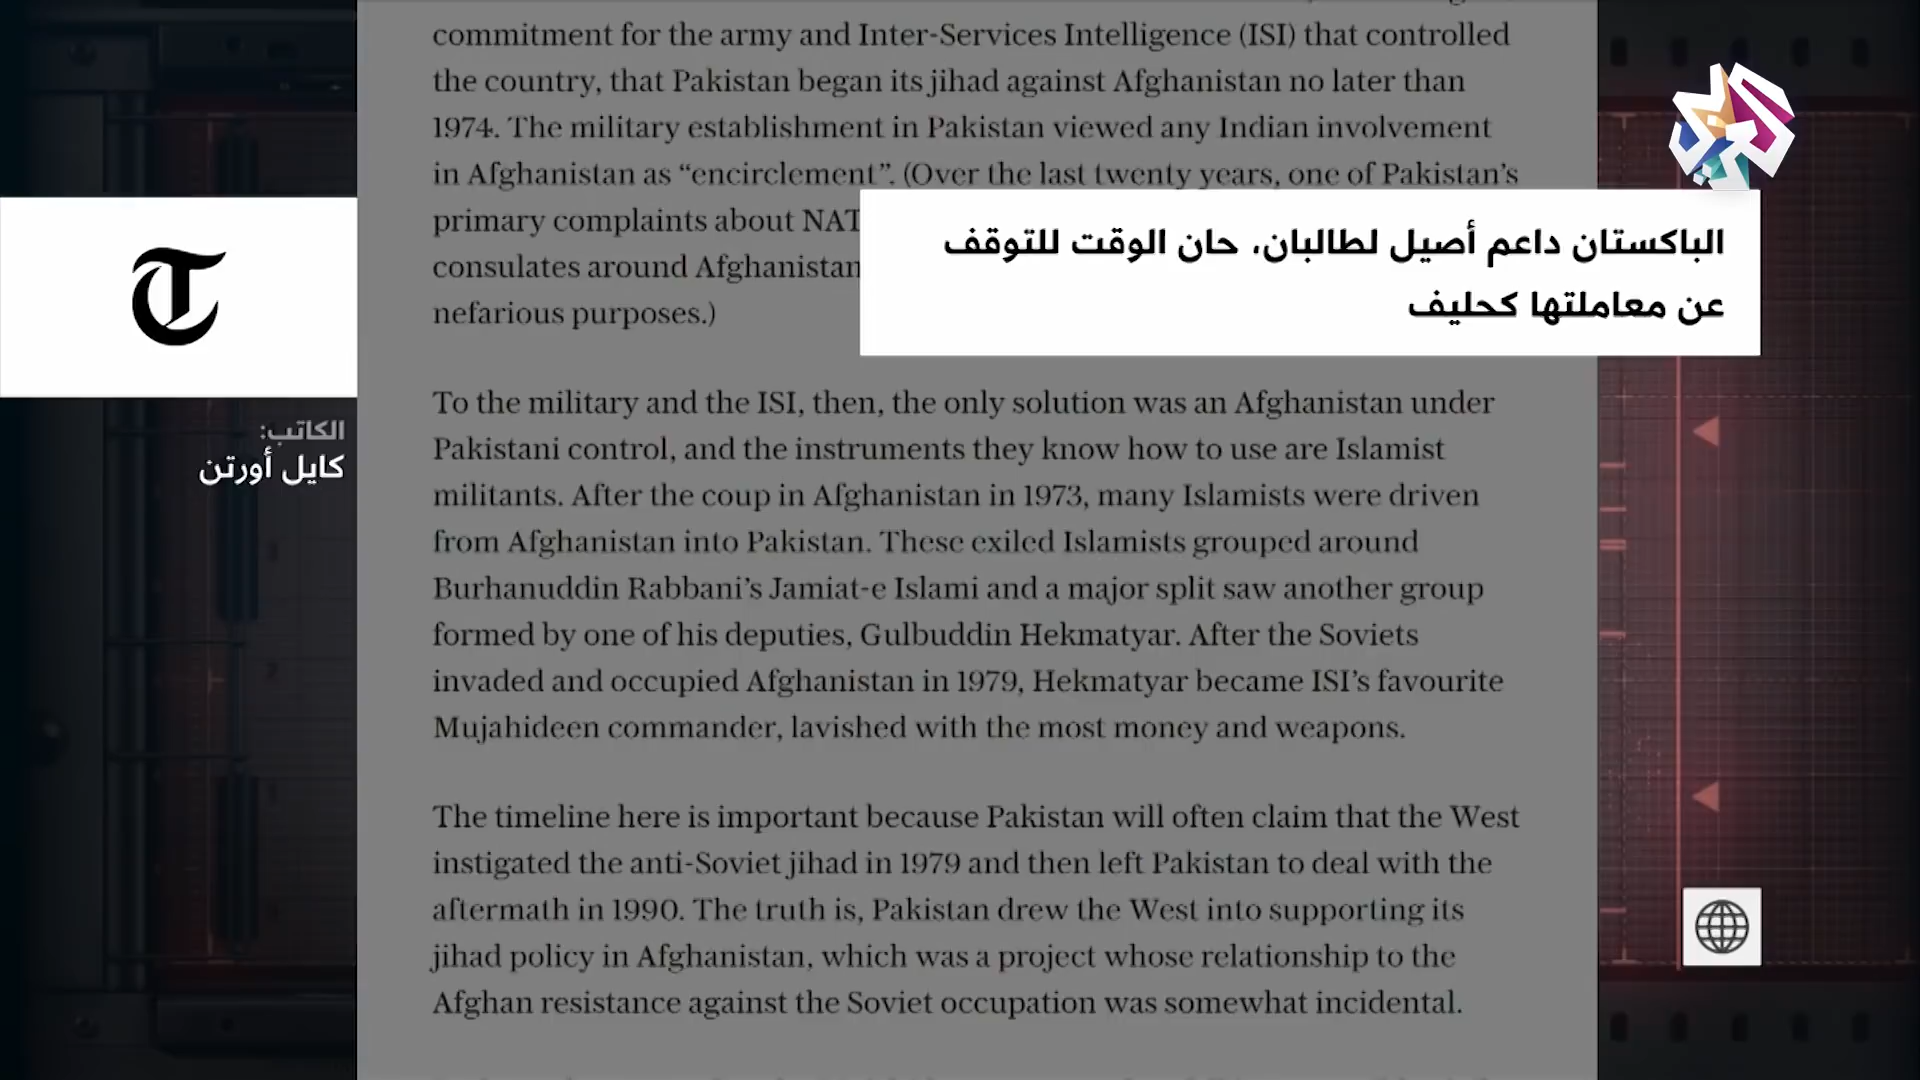 commitment for the army and Inter-Services Intelligence (ISI) that controlled
the country, that Pakistan began its jihad against Afghanistan no later than
1974. The military establishment in Pakistan viewed any Indian involvement
in Afghanistan as “encirclement”. (Over the last twenty years, one of Pakistan’s
primary complaints about NAT
consulates around Afghanistan
nefarious purposes.)
الباكستان داعم أصيل لطالبان، حان الوقت للتوقف
عن معاملتها كحليف
T
الكاتب:
كايل أورتن
To the military and the ISI, then, the only solution was an Afghanistan under
Pakistani control, and the instruments they know how to use are Islamist
militants. After the coup in Afghanistan in 1973, many Islamists were driven
from Afghanistan into Pakistan. These exiled Islamists grouped around
Burhanuddin Rabbani’s Jamiat-e Islami and a major split saw another group
formed by one of his deputies, Gulbuddin Hekmatyar. After the Soviets
invaded and occupied Afghanistan in 1979, Hekmatyar became ISI’s favourite
Mujahideen commander, lavished with the most money and weapons.
The timeline here is important because Pakistan will often claim that the West
instigated the anti-Soviet jihad in 1979 and then left Pakistan to deal with the
aftermath in 1990. The truth is, Pakistan drew the West into supporting its
jihad policy in Afghanistan, which was a project whose relationship to the
Afghan resistance against the Soviet occupation was somewhat incidental.